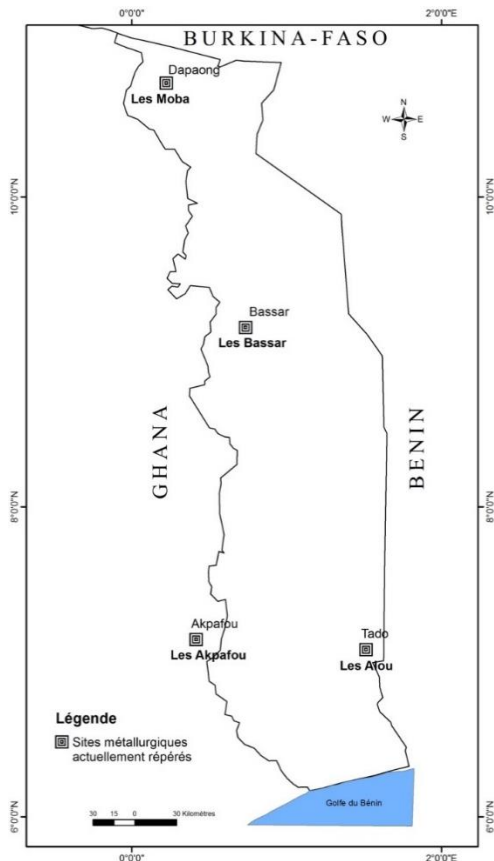 0°0'0"
2°0'0"E
BURKINA-FASO
Dapaong
Les Moba
N
W E
S
10°0'0"N
10°0'0"N
Bassar
Les Bassar
GHANA
BENIN
8°0'0"N
8°0'0"N
Akpafou
Les Akpafou
Tado
Les Alou
Légende
Sites métallurgiques
actuellement répérés
30 15 0 30 Kilomètres
Golfe du Bénin
6°0'0"N
6°0'0"N
0°0'0"
2°0'0"E